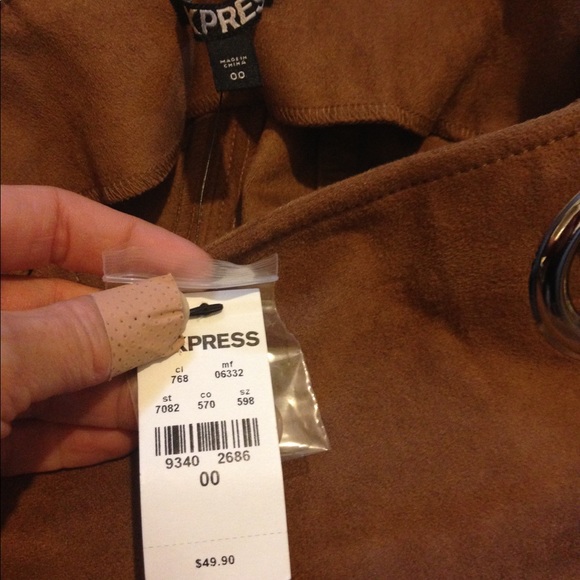 XPRESS
MADE IN
CHINA
00
XPRESS
cl mf
768 06332
st co sz
7082 570 598
9340 2686
00
$49.90